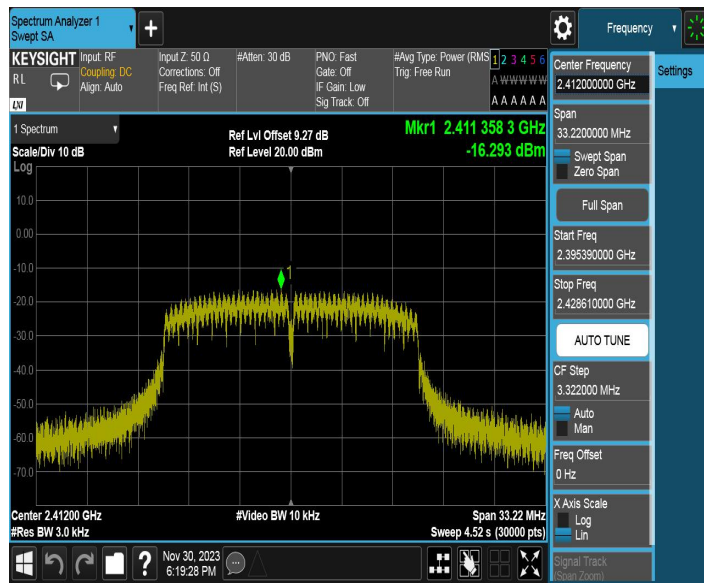 Spectrum Analyzer 1
Swept SA
+
Frequency
KEYSIGHT
RL
LXI
Input: RF
Coupling: DC
Align: Auto
Input Z: 50 Ω
Corrections: Off
Freq Ref: Int (S)
#Atten: 30 dB
PNO: Fast
Gate: Off
IF Gain: Low
Sig Track: Off
#Avg Type: Power (RMS
Trig: Free Run
1 2 3 4 5 6
A W W W W W
A A A A A A
1 Spectrum
Scale/Div 10 dB
Log
Ref Lvl Offset 9.27 dB
Ref Level 20.00 dBm
Mkr1 2.411 358 3 GHz
-16.293 dBm
10.0
0.00
-10.0
-20.0
-30.0
-40.0
-50.0
-60.0
-70.0
1
Center 2.41200 GHz
#Res BW 3.0 kHz
#Video BW 10 kHz
Span 33.22 MHz
Sweep 4.52 s (30000 pts)
Nov 30, 2023
6:19:28 PM
?
Center Frequency
2.412000000 GHz
Span
33.2200000 MHz
Swept Span
Zero Span
Full Span
Start Freq
2.395390000 GHz
Stop Freq
2.428610000 GHz
AUTO TUNE
CF Step
3.322000 MHz
Auto
Man
Freq Offset
0 Hz
X Axis Scale
Log
Lin
Signal Track
(Span Zoom)
Settings